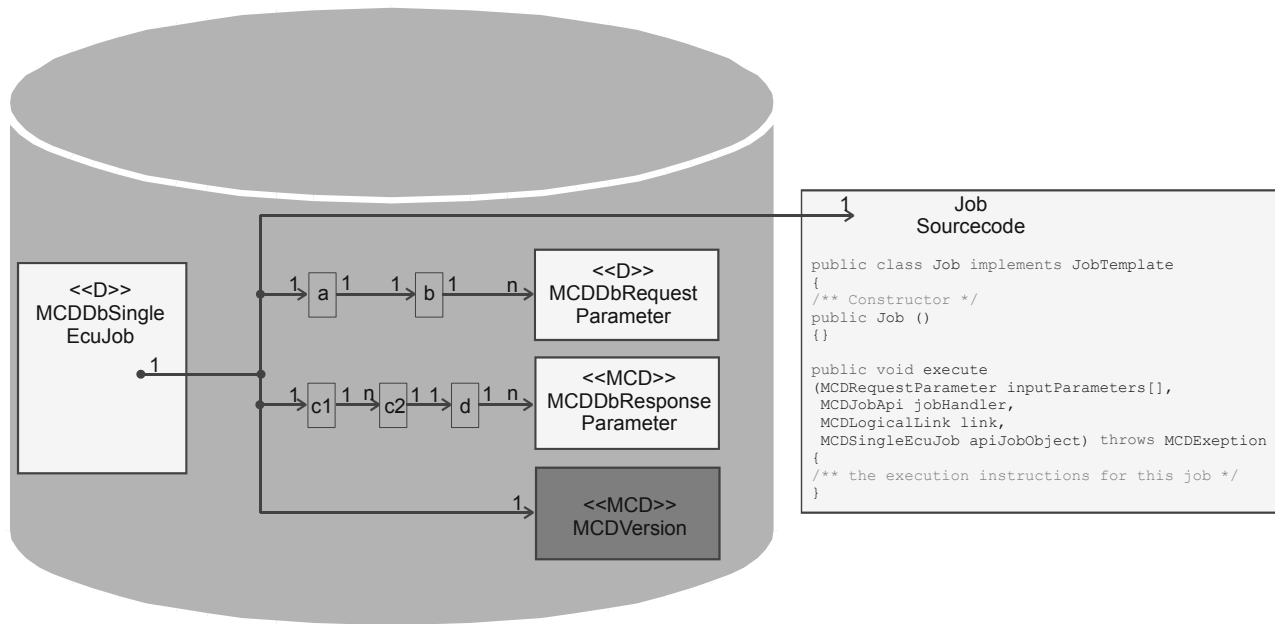 1 Job
Sourcecode
<<D>>
MCDDbSingle
EcuJob
1
1 a 1 1 b 1 n
<<D>>
MCDDbRequest
Parameter
1 c1 1 n c2 1 1 d 1 n
<<MCD>>
MCDDbResponse
Parameter
1
<<MCD>>
MCDVersion
public class Job implements JobTemplate
{
/** Constructor */
public Job ()
{}
public void execute
(MCDRequestParameter inputParameters[],
MCDJobApi jobHandler,
MCDLogicalLink link,
MCDSingleEcuJob apiJobObject) throws MCDExeption
{
/** the execution instructions for this job */
}